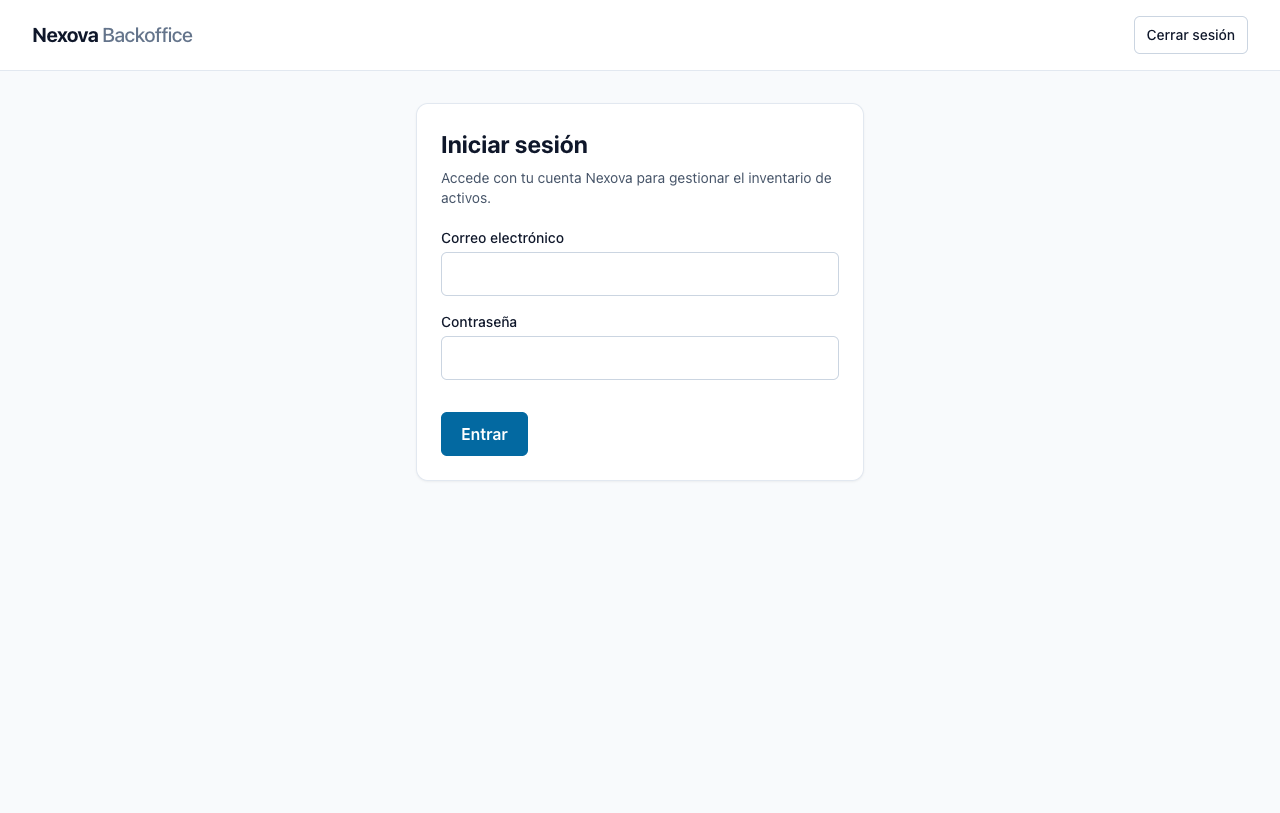 Nexova Backoffice
Cerrar sesión
Iniciar sesión
Accede con tu cuenta Nexova para gestionar el inventario de
activos.
Correo electrónico
Contraseña
Entrar